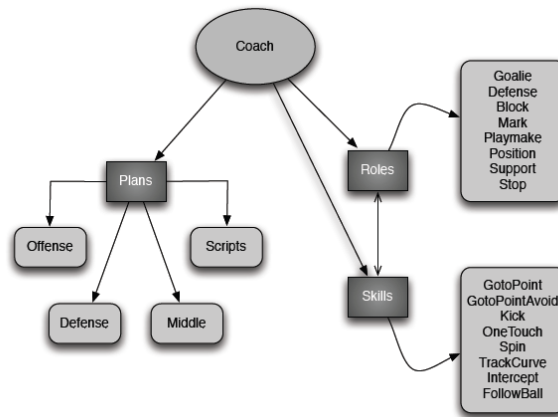 Coach
Plans
Offense
Scripts
Defense
Middle
Roles
Goalie
Defense
Block
Mark
Playmake
Position
Support
Stop
Skills
GotoPoint
GotoPointAvoid
Kick
OneTouch
Spin
TrackCurve
Intercept
FollowBall